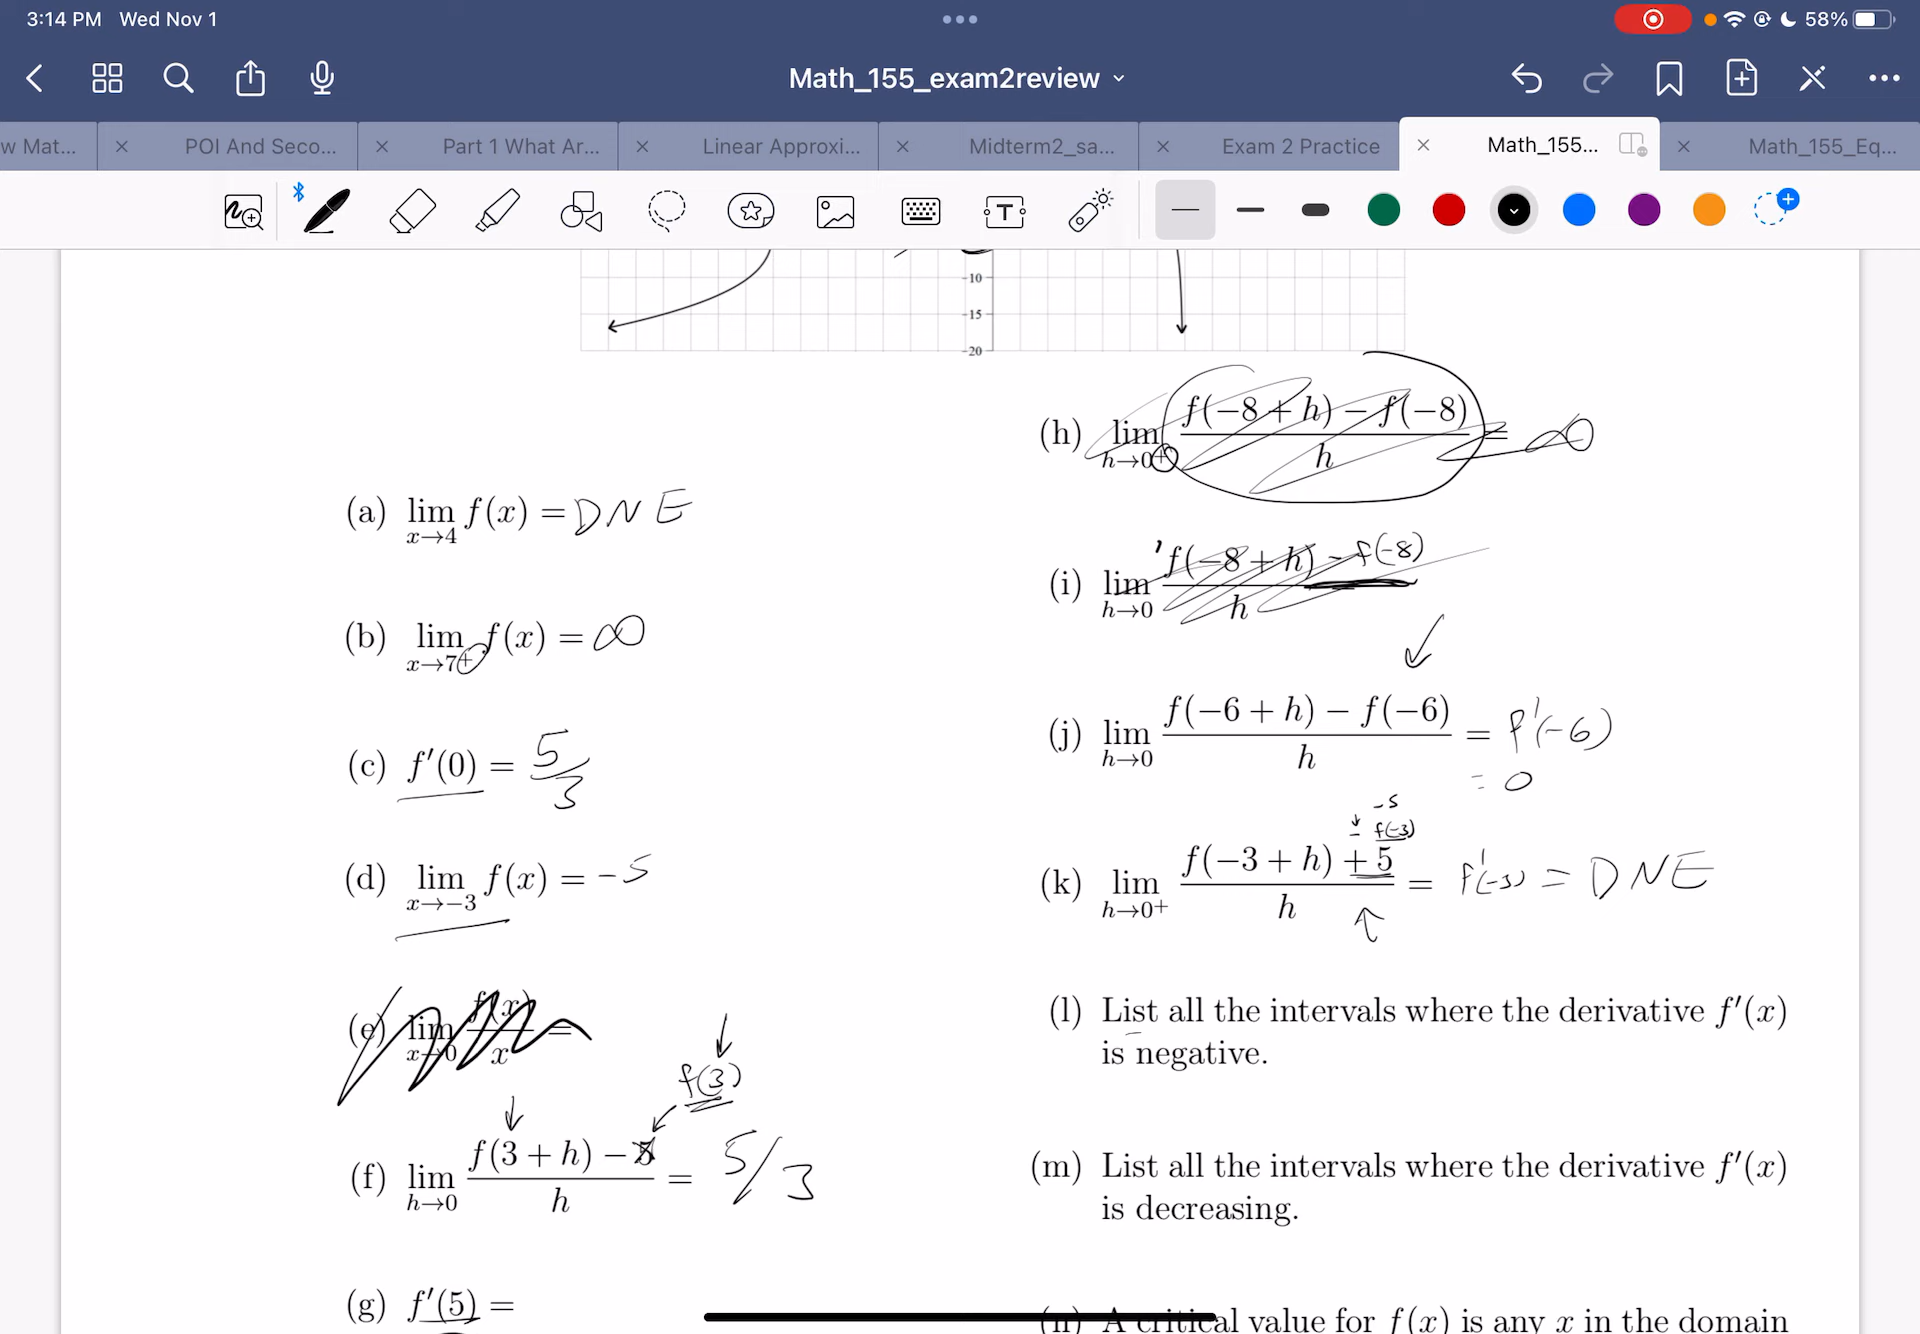 3:14 PM Wed Nov 1
58%
Math_155_exam2review
w Mat...
POI And Seco...
Part 1 What Ar...
Linear Approxi...
Midterm2_sa...
Exam 2 Practice
Math_155...
Math_155_Eq...
-10
-15
-20
(a) lim x→4 f(x) = DNE
(b) lim x→7+ f(x) = ∞
(c) f′(0) = 5/3
(d) lim x→−3 f(x) = −5
(e) lim x→0 f(x)/x =
f(3)
(f) lim h→0 f(3 + h) − 5 / h = 5/3
(g) f′(5) =
(h) lim h→0+ f(−8 + h) − f(−8) / h = ∞
(i) lim h→0 f(−8 + h) − f(−8) / h
(j) lim h→0 f(−6 + h) − f(−6) / h = f′(−6)
= 0
−5
− f(−3)
(k) lim h→0+ f(−3 + h) + 5 / h = f′(−3) = DNE
(l) List all the intervals where the derivative f′(x)
is negative.
(m) List all the intervals where the derivative f′(x)
is decreasing.
(n) A critical value for f(x) is any x in the domain